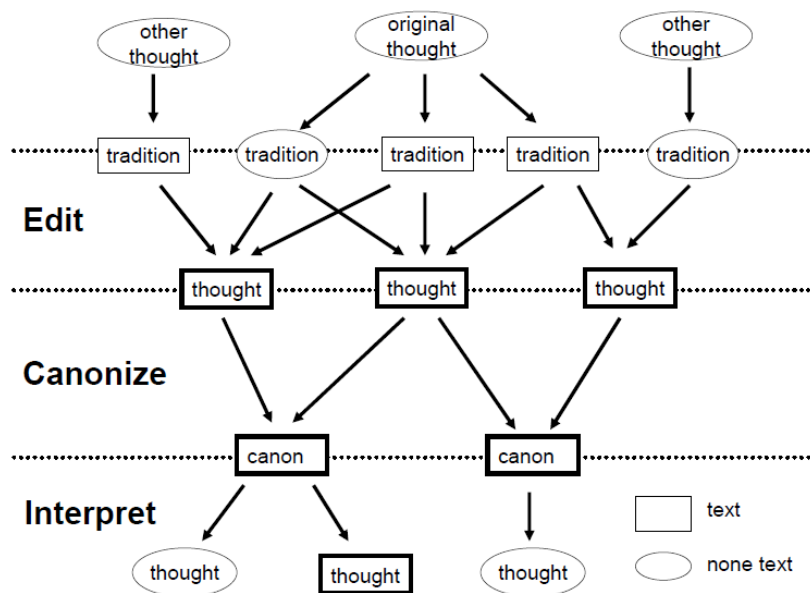 other
thought
original
thought
other
thought
tradition
tradition
tradition
tradition
tradition
Edit
thought
thought
thought
Canonize
canon
canon
Interpret
text
thought
thought
thought
none text